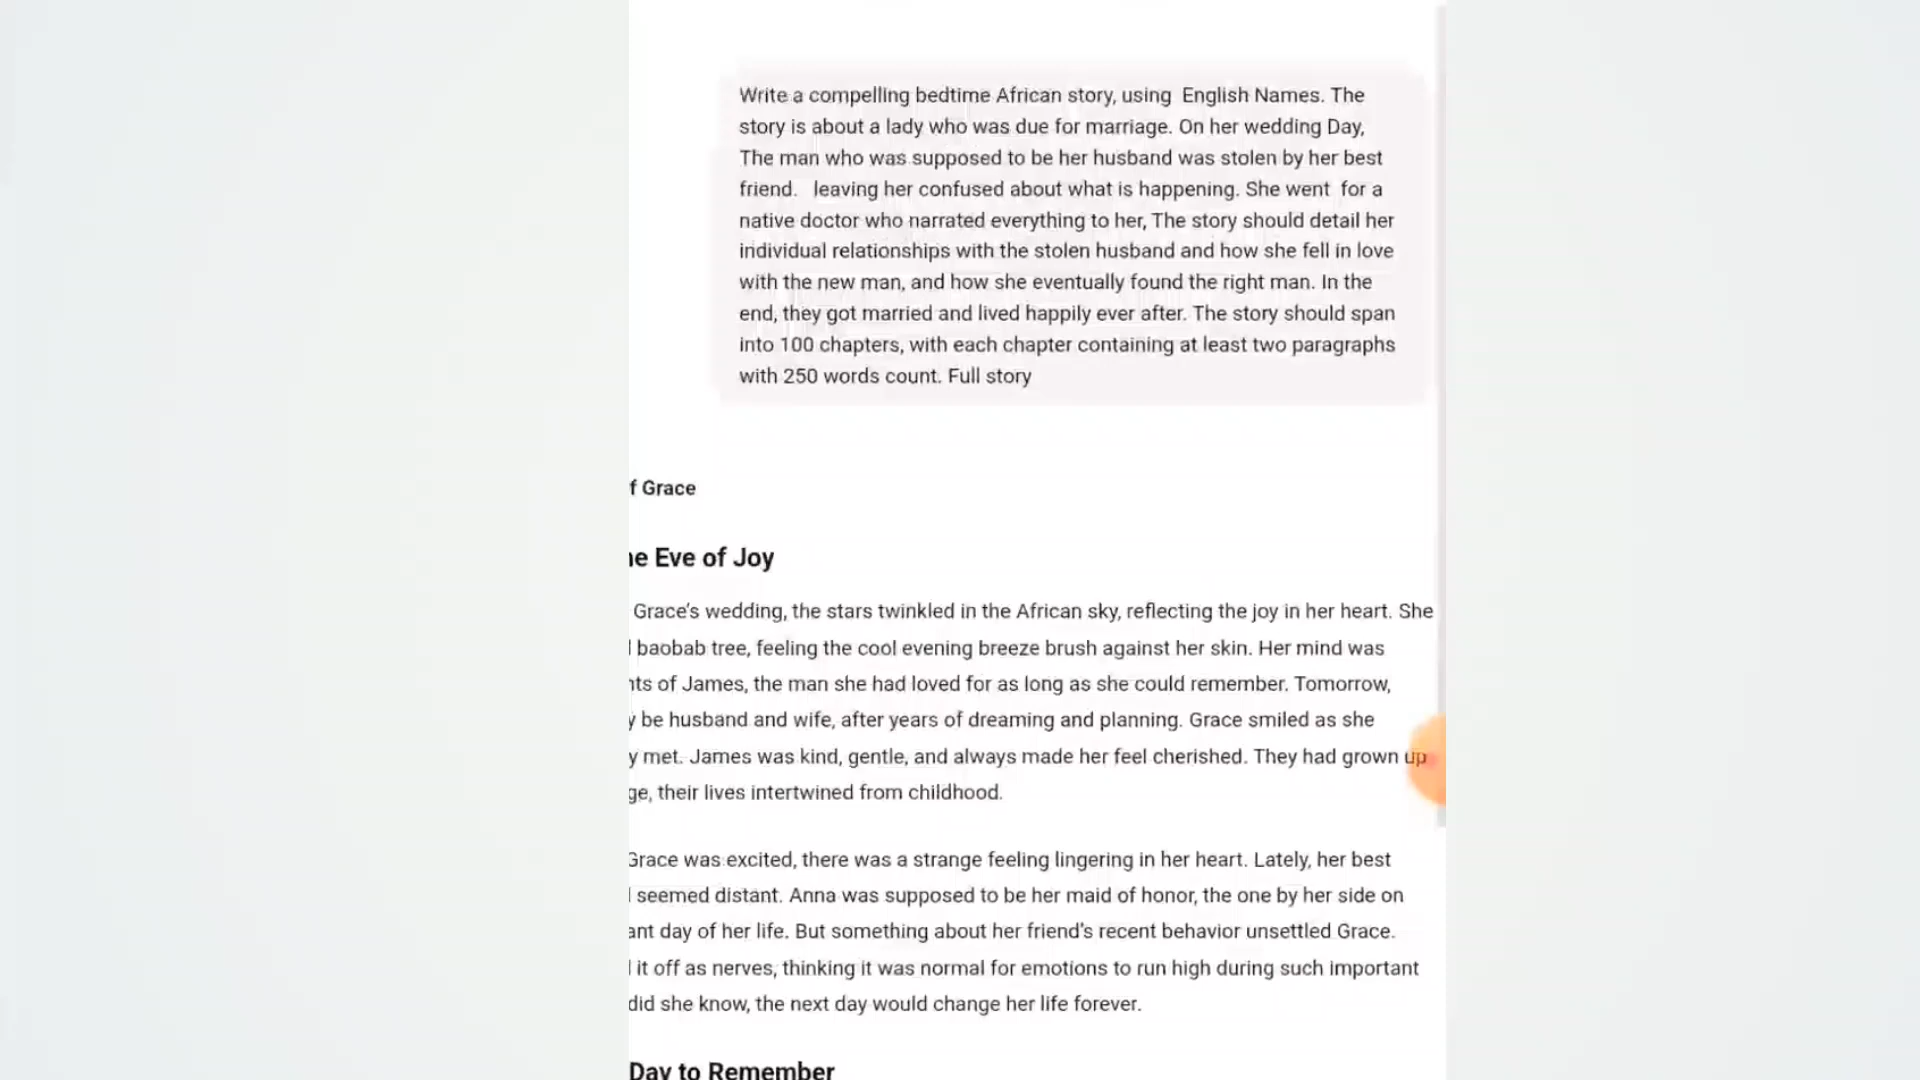 Write a compelling bedtime African story, using English Names. The
story is about a lady who was due for marriage. On her wedding Day,
The man who was supposed to be her husband was stolen by her best
friend. leaving her confused about what is happening. She went for a
native doctor who narrated everything to her, The story should detail her
individual relationships with the stolen husband and how she fell in love
with the new man, and how she eventually found the right man. In the
end, they got married and lived happily ever after. The story should span
into 100 chapters, with each chapter containing at least two paragraphs
with 250 words count. Full story
f Grace
Eve of Joy
Grace's wedding, the stars twinkled in the African sky, reflecting the joy in her heart. She
baobab tree, feeling the cool evening breeze brush against her skin. Her mind was
of James, the man she had loved for as long as she could remember. Tomorrow,
be husband and wife, after years of dreaming and planning. Grace smiled as she
y met. James was kind, gentle, and always made her feel cherished. They had grown up
ge, their lives intertwined from childhood.
Grace was excited, there was a strange feeling lingering in her heart. Lately, her best
seemed distant. Anna was supposed to be her maid of honor, the one by her side on
ant day of her life. But something about her friend's recent behavior unsettled Grace.
it off as nerves, thinking it was normal for emotions to run high during such important
did she know, the next day would change her life forever.
Day to Remember